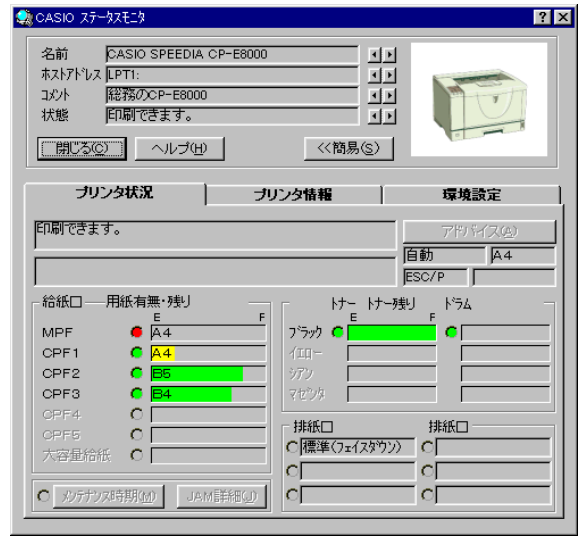 CASIO ステータスモニタ
名前 CASIO SPEEDIA CP-E8000
ホストアドレス LPT1:
コメント 総務のCP-E8000
状態 印刷できます。
閉じる(C) ヘルプ(H) <<簡易(S)
プリンタ状況 プリンタ情報 環境設定
印刷できます。 アドバイス(A)
自動 A4
ESC/P
給紙口 用紙有無・残り
E F
MPF A4
CPF1 A4
CPF2 B5
CPF3 B4
CPF4
CPF5
大容量給紙
メンテナンス時期(M) JAM詳細(J)
トナー トナー残り ドラム
E F
ブラック
イエロー
シアン
マゼンタ
排紙口 排紙口
標準(フェイスダウン)